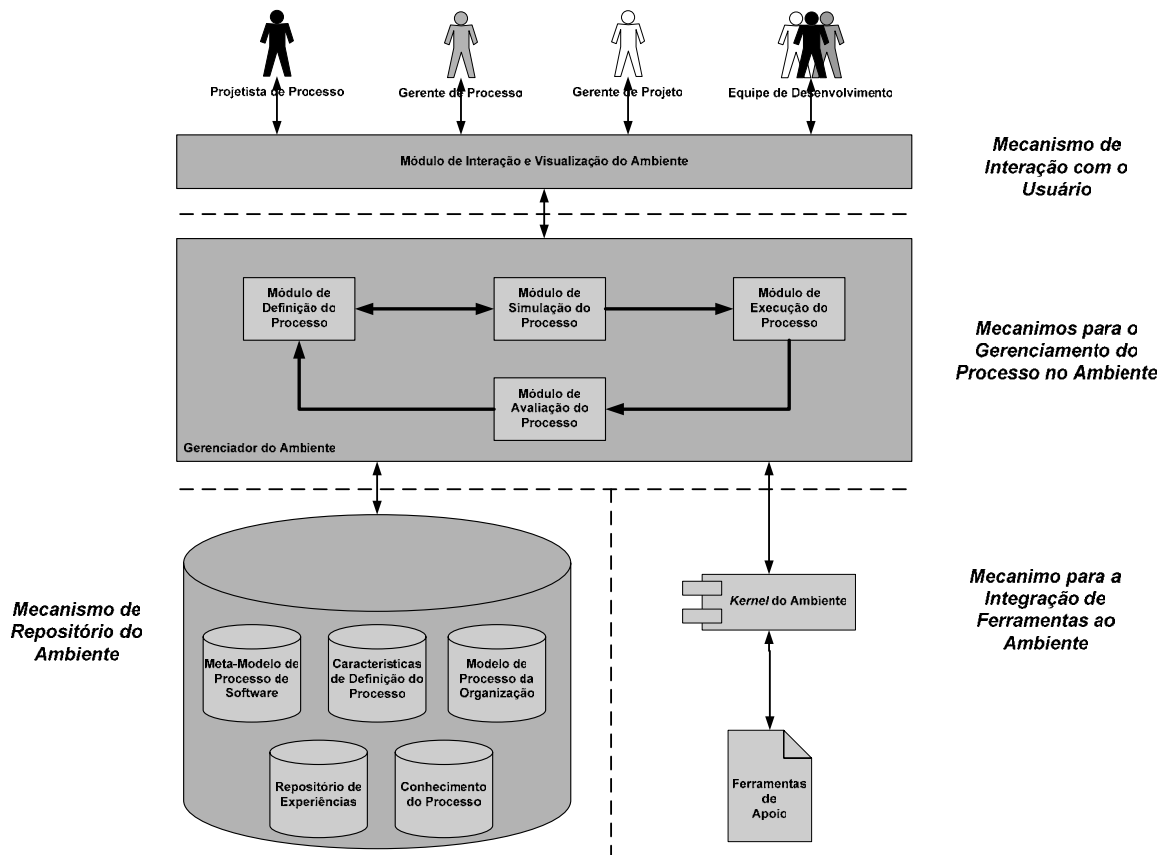 Projetista de Processo
Gerente de Processo
Gerente de Projeto
Equipe de Desenvolvimento
Módulo de Interação e Visualização do Ambiente
Mecanismo de
Interação com o
Usuário
Módulo de
Definição do
Processo
Módulo de
Simulação do
Processo
Módulo de
Execução do
Processo
Módulo de
Avaliação do
Processo
Gerenciador do Ambiente
Mecanimos para o
Gerenciamento do
Processo no Ambiente
Mecanismo de
Repositório do
Ambiente
Meta-Modelo de
Processo de
Software
Características
de Definição do
Processo
Modelo de
Processo da
Organização
Repositório de
Experiências
Conhecimento
do Processo
Kernel do Ambiente
Ferramentas
de
Apoio
Mecanimo para a
Integração de
Ferramentas ao
Ambiente